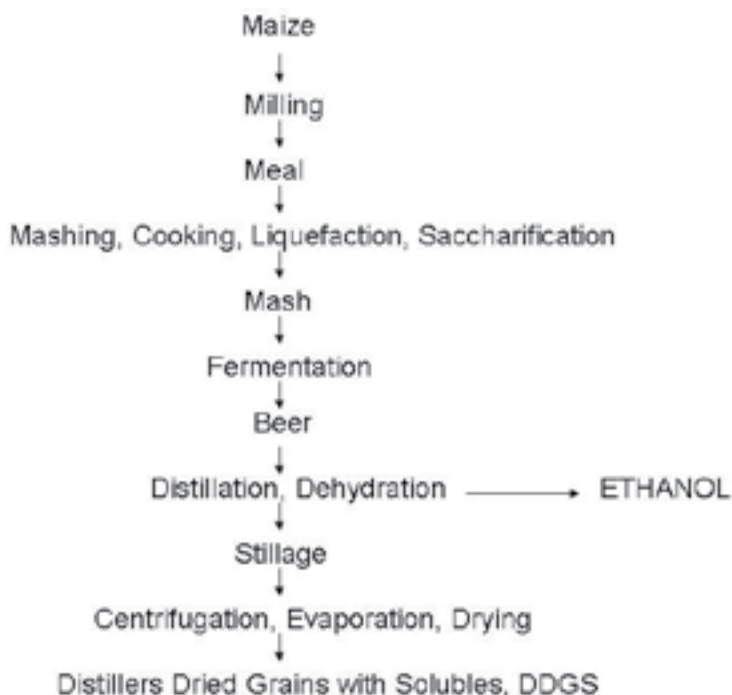 Maize
Milling
Meal
Mashing, Cooking, Liquefaction, Saccharification
Mash
Fermentation
Beer
Distillation, Dehydration ETHANOL
Stillage
Centrifugation, Evaporation, Drying
Distillers Dried Grains with Solubles, DDGS